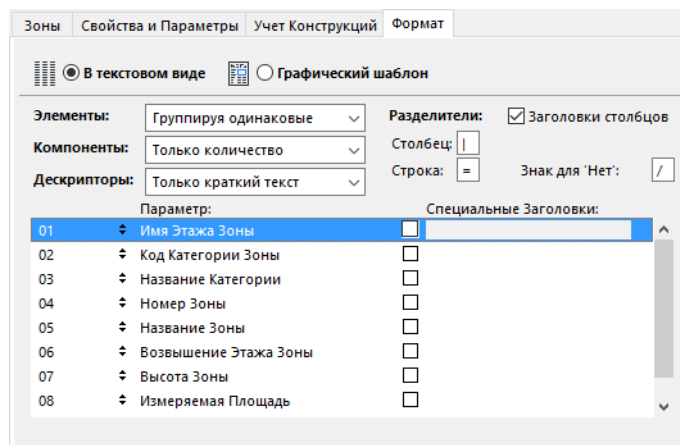 Зоны Свойства и Параметры Учет Конструкций Формат
В текстовом виде Графический шаблон
Элементы: Группируя одинаковые Разделители: Заголовки столбцов
Компоненты: Только количество Столбец: |
Дескрипторы: Только краткий текст Строка: = Знак для 'Нет': /
Параметр: Специальные Заголовки:
01 Имя Этажа Зоны
02 Код Категории Зоны
03 Название Категории
04 Номер Зоны
05 Название Зоны
06 Возвышение Этажа Зоны
07 Высота Зоны
08 Измеряемая Площадь